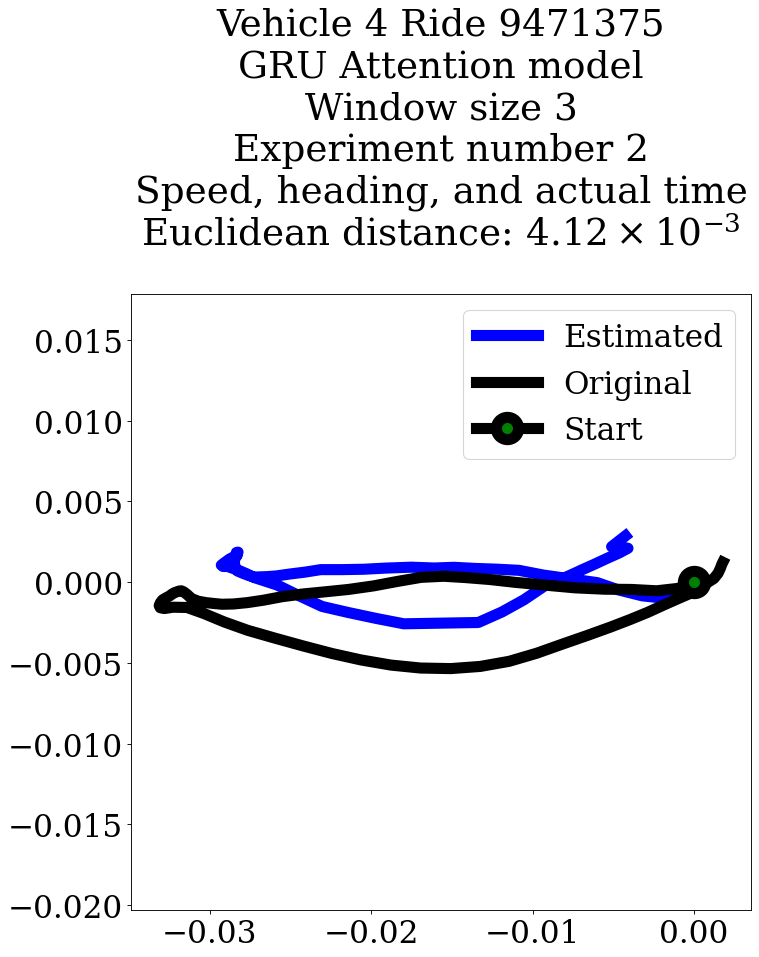 Vehicle 4 Ride 9471375
GRU Attention model
Window size 3
Experiment number 2
Speed, heading, and actual time
Euclidean distance: 4.12 × 10⁻³
Estimated
Original
Start
0.015
0.010
0.005
0.000
−0.005
−0.010
−0.015
−0.020
−0.03
−0.02
−0.01
0.00